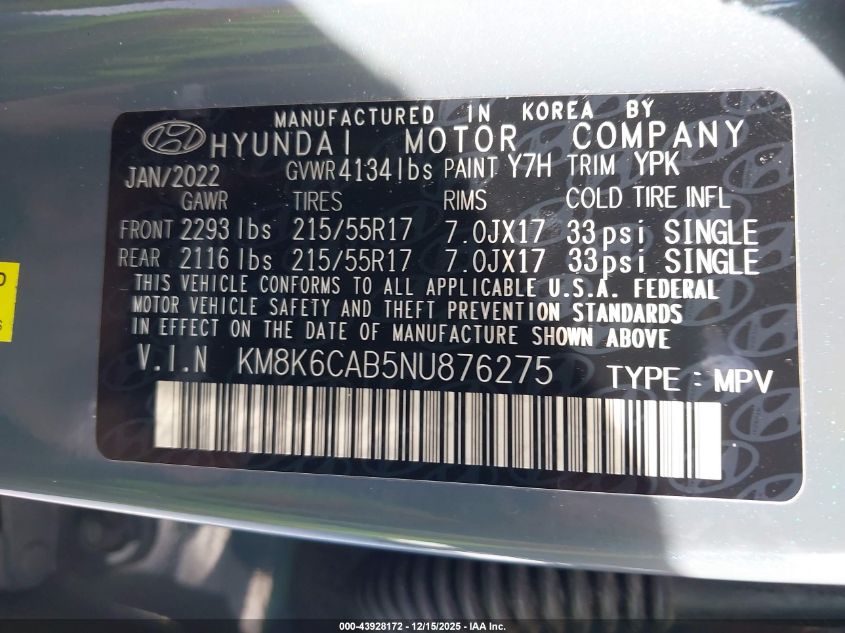 MANUFACTURED IN KOREA BY
HYUNDAI MOTOR COMPANY
JAN/2022 GVWR 4134 lbs PAINT Y7H TRIM YPK
GAWR TIRES RIMS COLD TIRE INFL
FRONT 2293 lbs 215/55R17 7.0JX17 33psi SINGLE
REAR 2116 lbs 215/55R17 7.0JX17 33psi SINGLE
THIS VEHICLE CONFORMS TO ALL APPLICABLE U.S.A. FEDERAL
MOTOR VEHICLE SAFETY AND THEFT PREVENTION STANDARDS
IN EFFECT ON THE DATE OF MANUFACTURE SHOWN ABOVE
V.I.N KM8K6CAB5NU876275 TYPE : MPV
000-43928172 - 12/15/2025 - IAA Inc.